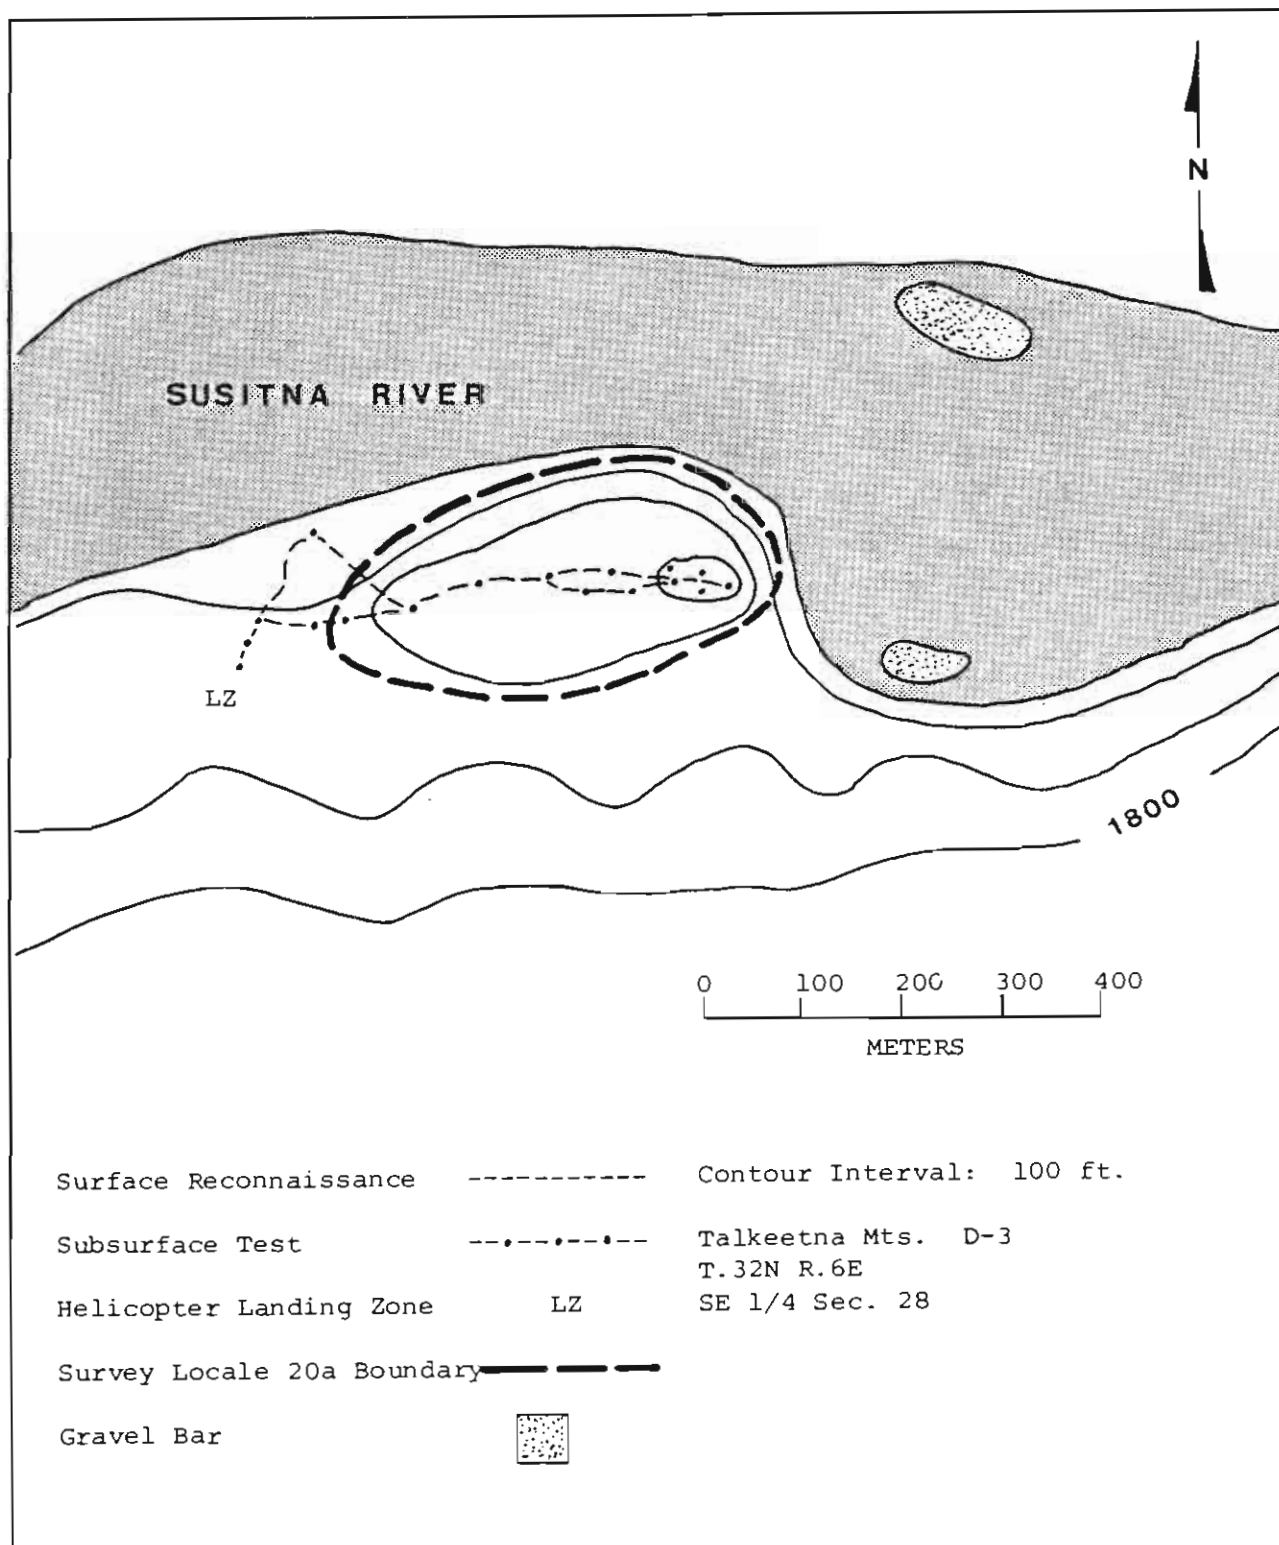 N
SUSITNA RIVER
LZ
1800
0 100 200 300 400
METERS
Surface Reconnaissance
Contour Interval: 100 ft.
Subsurface Test
Talkeetna Mts. D-3
T.32N R.6E
Helicopter Landing Zone LZ
SE 1/4 Sec. 28
Survey Locale 20a Boundary
Gravel Bar